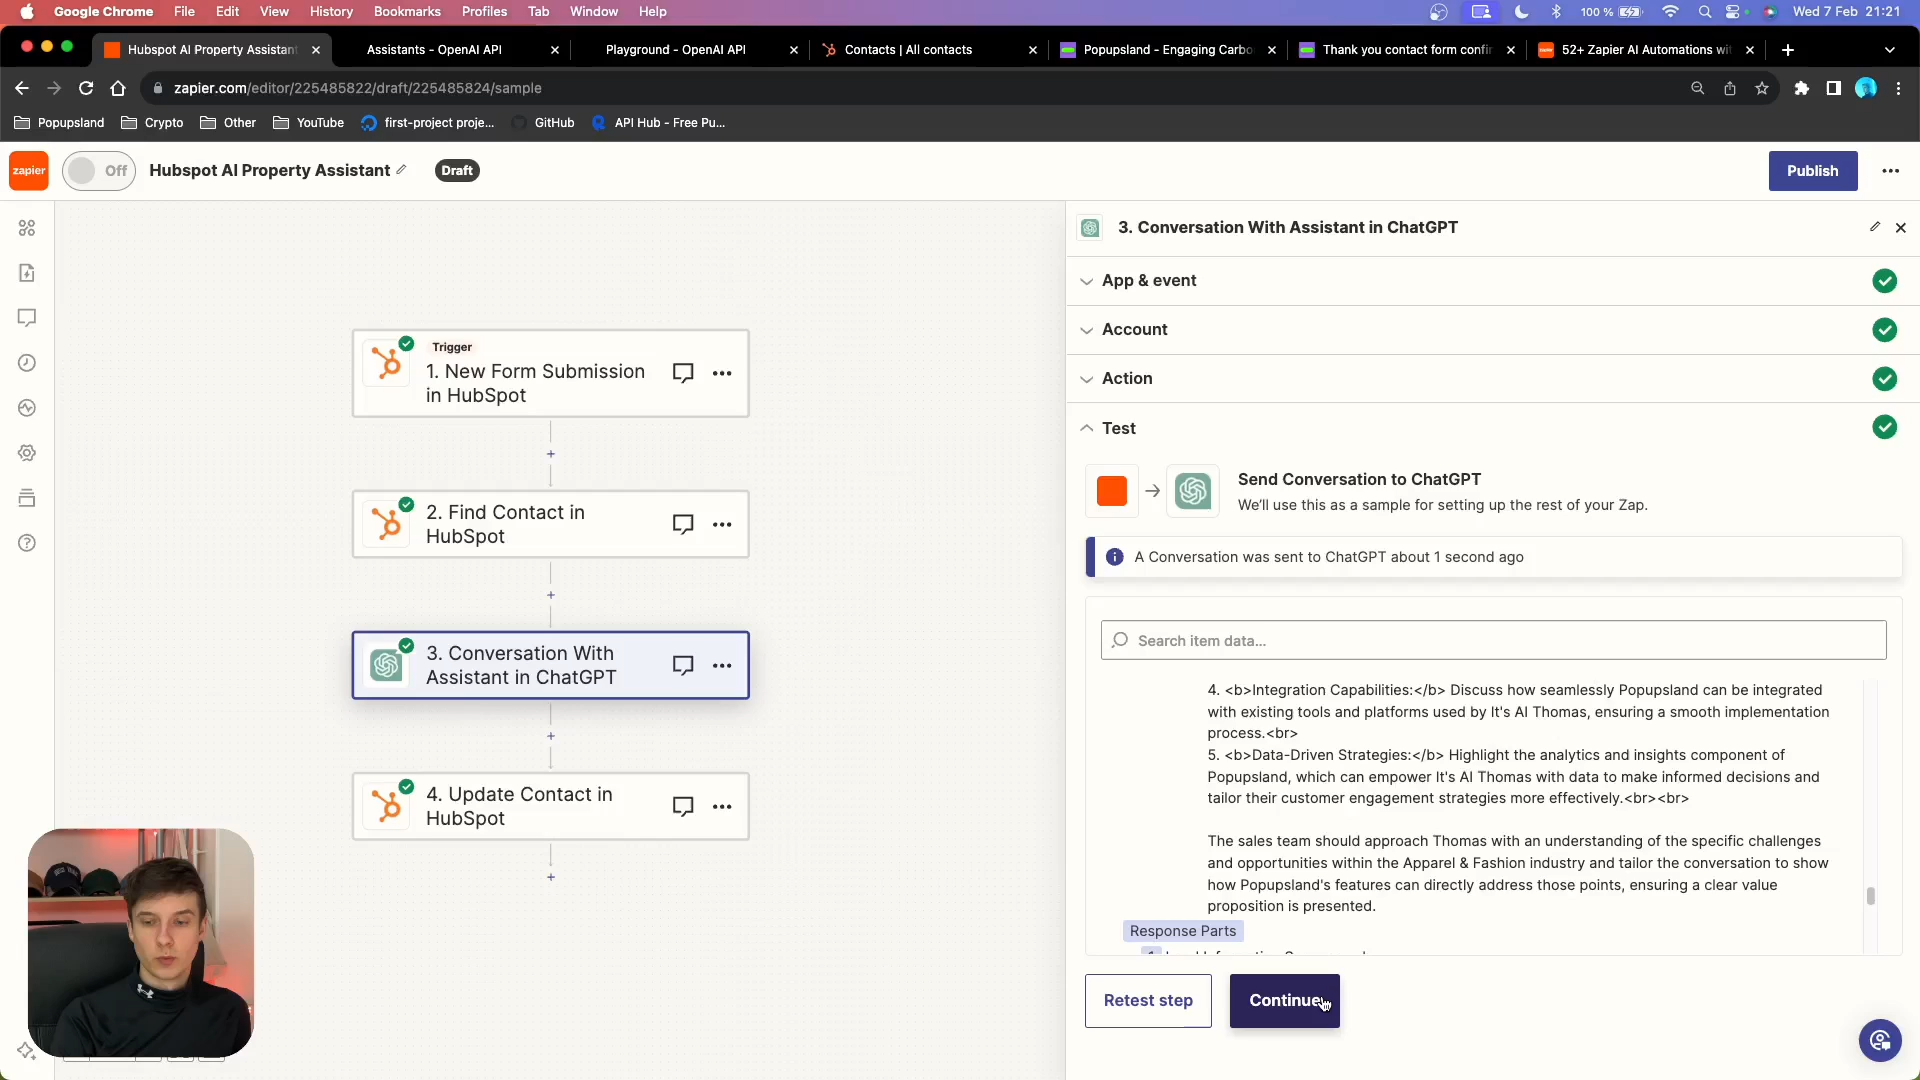 Google Chrome File Edit View History Bookmarks Profiles Tab Window Help 100 % Wed 7 Feb 21:21
Hubspot AI Property Assistant Assistants - OpenAI API Playground - OpenAI API Contacts | All contacts Popupsland - Engaging Carbo Thank you contact form confir 52+ Zapier AI Automations wit
zapier.com/editor/225485822/draft/225485824/sample
Popupsland Crypto Other YouTube first-project proje... GitHub API Hub - Free Pu...
zapier Off Hubspot AI Property Assistant Draft Publish
3. Conversation With Assistant in ChatGPT
App & event
Account
Action
Test
Send Conversation to ChatGPT
We'll use this as a sample for setting up the rest of your Zap.
A Conversation was sent to ChatGPT about 1 second ago
Search item data...
4. <b>Integration Capabilities:</b> Discuss how seamlessly Popupsland can be integrated
with existing tools and platforms used by It's AI Thomas, ensuring a smooth implementation
process.<br>
5. <b>Data-Driven Strategies:</b> Highlight the analytics and insights component of
Popupsland, which can empower It's AI Thomas with data to make informed decisions and
tailor their customer engagement strategies more effectively.<br><br>
The sales team should approach Thomas with an understanding of the specific challenges
and opportunities within the Apparel & Fashion industry and tailor the conversation to show
how Popupsland's features can directly address those points, ensuring a clear value
proposition is presented.
Response Parts
Retest step Continue
Trigger
1. New Form Submission
in HubSpot
2. Find Contact in
HubSpot
3. Conversation With
Assistant in ChatGPT
4. Update Contact in
HubSpot